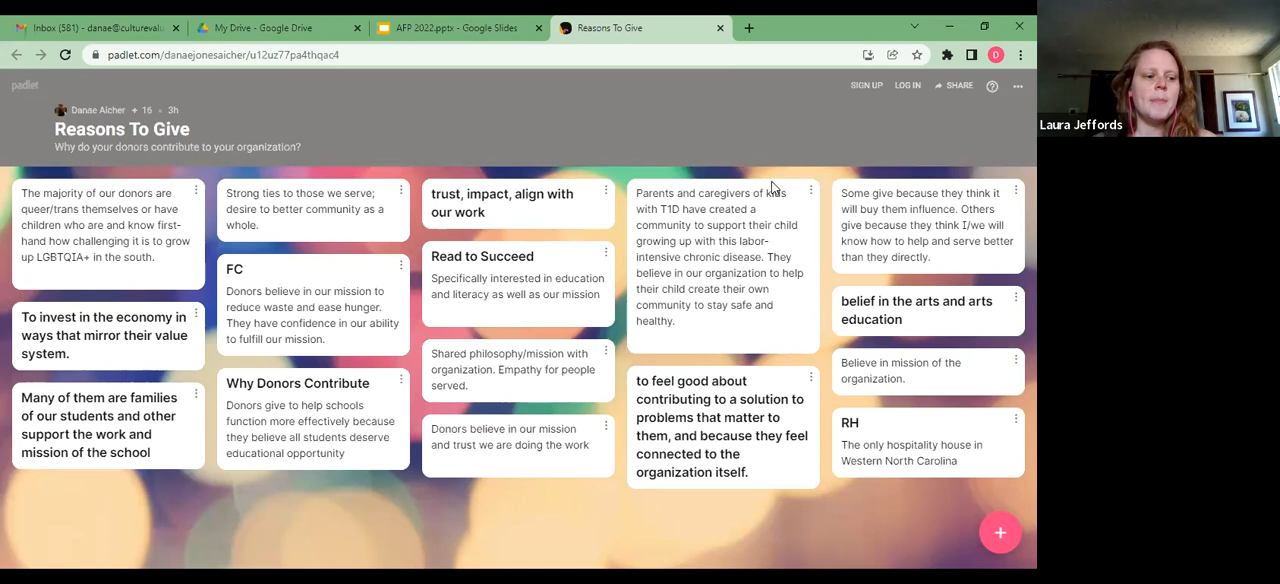 Inbox (581) - danae@culturevalu
My Drive - Google Drive
AFP 2022.pptx - Google Slides
Reasons To Give
padlet.com/danaejonesaicher/u12uz77pa4thqac4
D
padlet
SIGN UP
LOG IN
SHARE
Danae Aicher + 16 • 3h
Reasons To Give
Why do your donors contribute to your organization?
The majority of our donors are
queer/trans themselves or have
children who are and know first-
hand how challenging it is to grow
up LGBTQIA+ in the south.
To invest in the economy in
ways that mirror their value
system.
Many of them are families
of our students and other
support the work and
mission of the school
Strong ties to those we serve;
desire to better community as a
whole.
FC
Donors believe in our mission to
reduce waste and ease hunger.
They have confidence in our ability
to fulfill our mission.
Why Donors Contribute
Donors give to help schools
function more effectively because
they believe all students deserve
educational opportunity
trust, impact, align with
our work
Read to Succeed
Specifically interested in education
and literacy as well as our mission
Shared philosophy/mission with
organization. Empathy for people
served.
Donors believe in our mission
and trust we are doing the work
Parents and caregivers of kids
with T1D have created a
community to support their child
growing up with this labor-
intensive chronic disease. They
believe in our organization to help
their child create their own
community to stay safe and
healthy.
to feel good about
contributing to a solution to
problems that matter to
them, and because they feel
connected to the
organization itself.
Some give because they think it
will buy them influence. Others
give because they think I/we will
know how to help and serve better
than they directly.
belief in the arts and arts
education
Believe in mission of the
organization.
RH
The only hospitality house in
Western North Carolina
Laura Jeffords